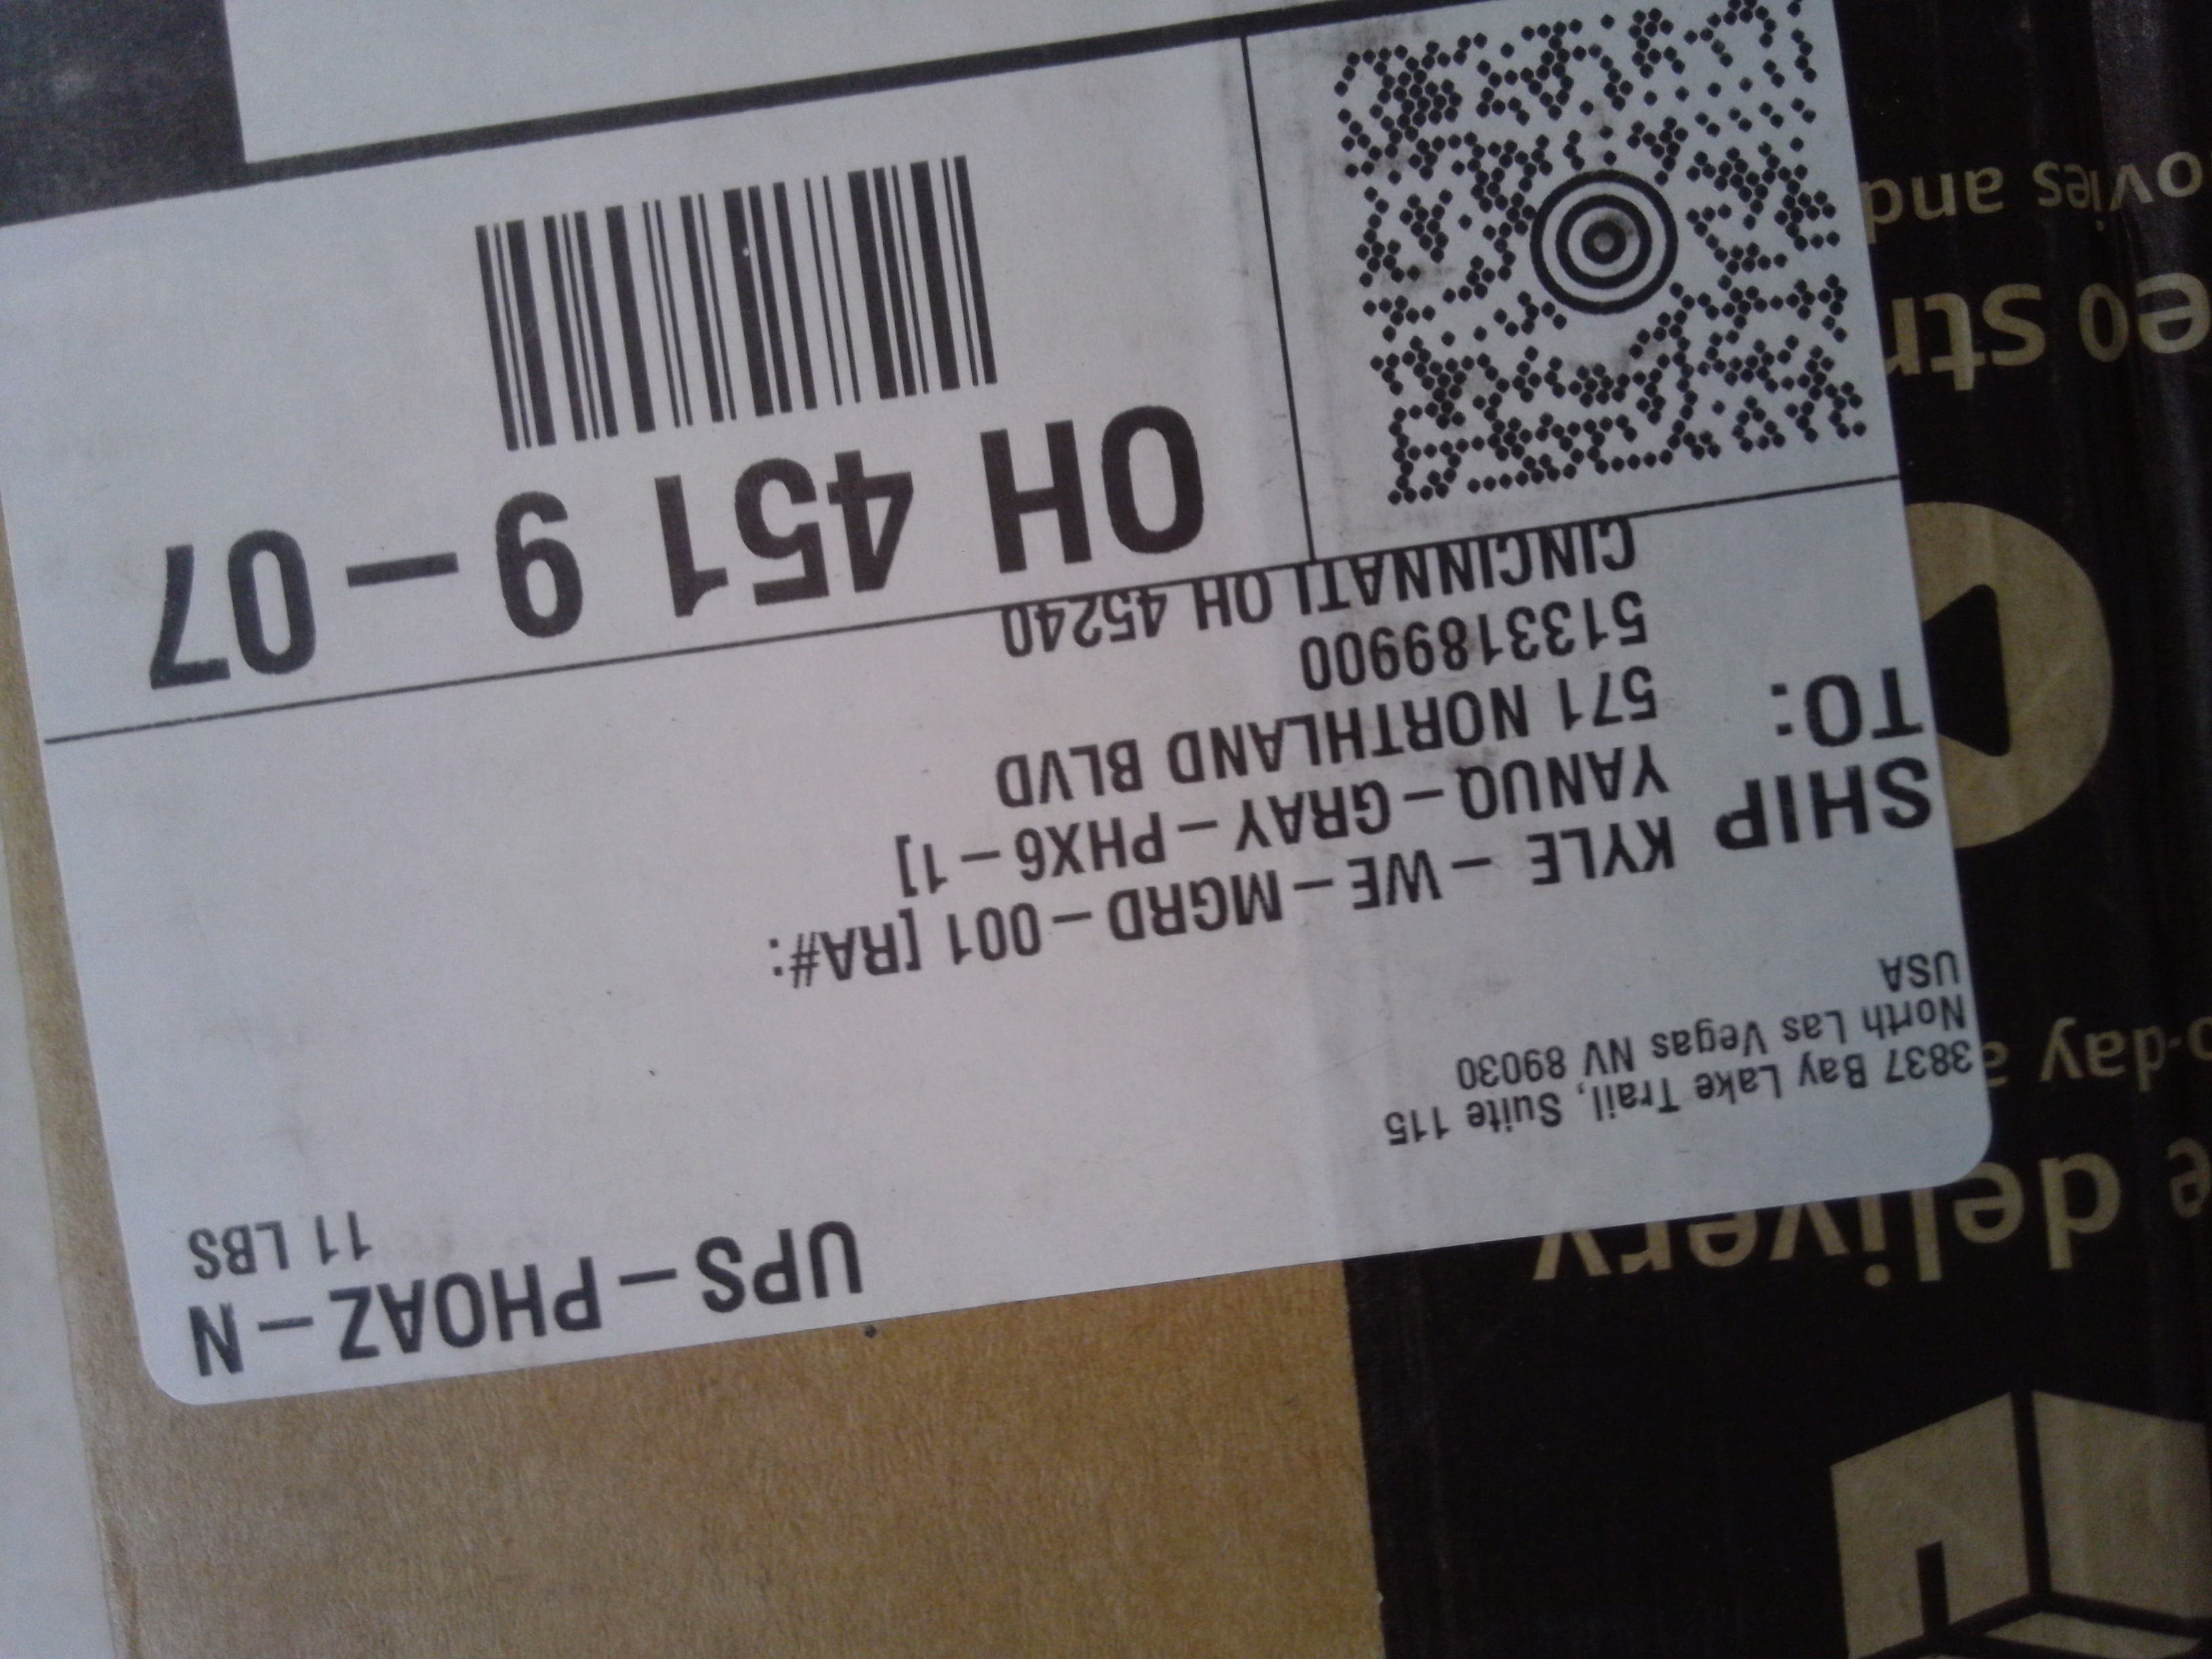 UPS-PHOAZ-N
11 LBS
3837 Bay Lake Trail, Suite 115
North Las Vegas NV 89030
USA
SHIP
TO:
KYLE - WE-MGRD-001 [RA#:
YANUQ-GRAY-PHX6-1]
571 NORTHLAND BLVD
5133189900
CINCINNATI OH 45240
OH 451 9-07
e delivery
o-day a
eo str
ovies and